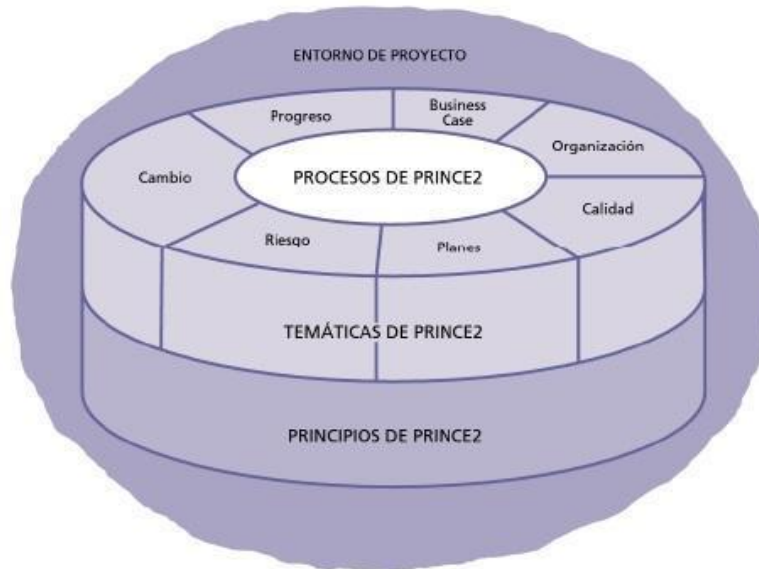 ENTORNO DE PROYECTO
Progreso
Business
Case
Organización
Cambio
PROCESOS DE PRINCE2
Calidad
Riesgo
Planes
TEMÁTICAS DE PRINCE2
PRINCIPIOS DE PRINCE2